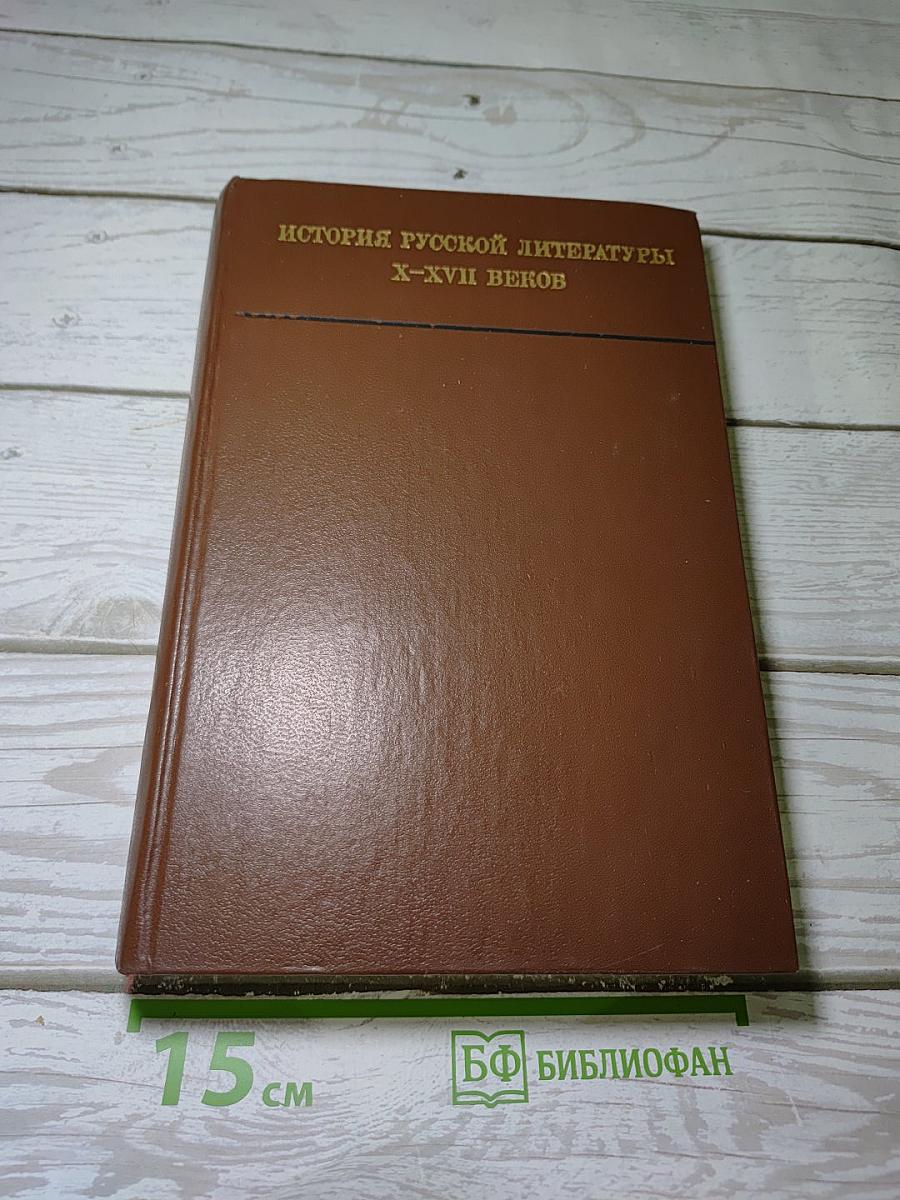 ИСТОРИЯ РУССКОЙ ЛИТЕРАТУРЫ
X–XVII ВЕКОВ
15 см
БФ БИБЛИОФАН